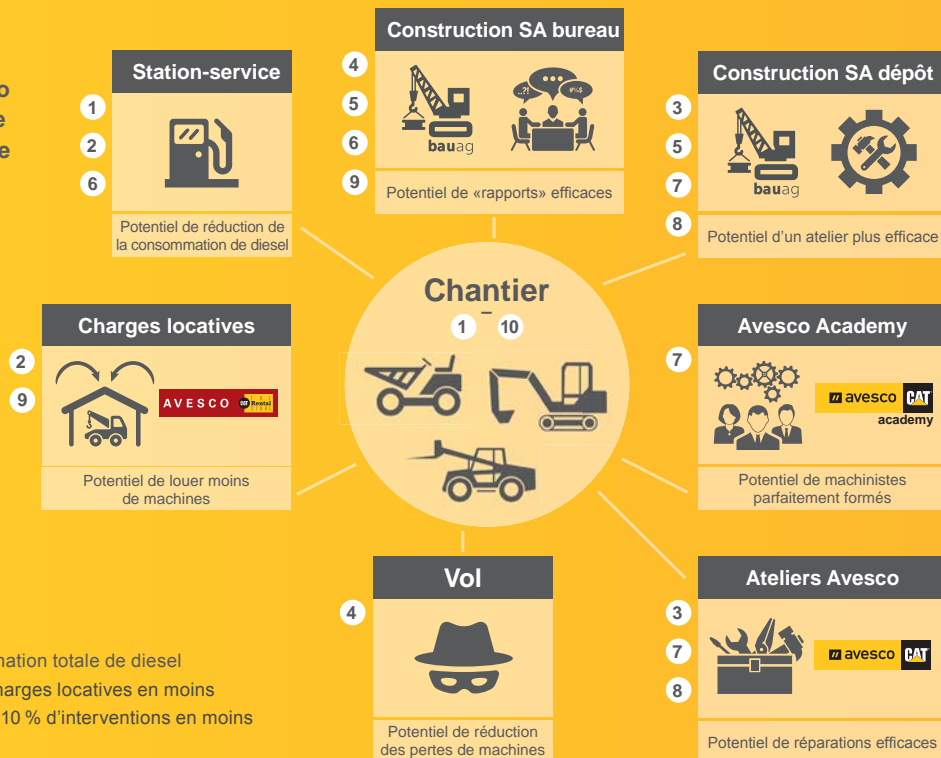 Construction SA bureau
4
5
6
9
bauag
..?!
#%$
Potentiel de «rapports» efficaces
Station-service
1
2
6
Potentiel de réduction de
la consommation de diesel
Construction SA dépôt
3
5
7
8
bauag
Potentiel d'un atelier plus efficace
o
e
e
Chantier
1 – 10
Charges locatives
2
9
AVESCO CAT Rental
Potentiel de louer moins
de machines
Avesco Academy
7
avesco CAT
academy
Potentiel de machinistes
parfaitement formés
Vol
4
Potentiel de réduction
des pertes de machines
Ateliers Avesco
3
7
8
avesco CAT
Potentiel de réparations efficaces
mation totale de diesel
harges locatives en moins
10 % d'interventions en moins